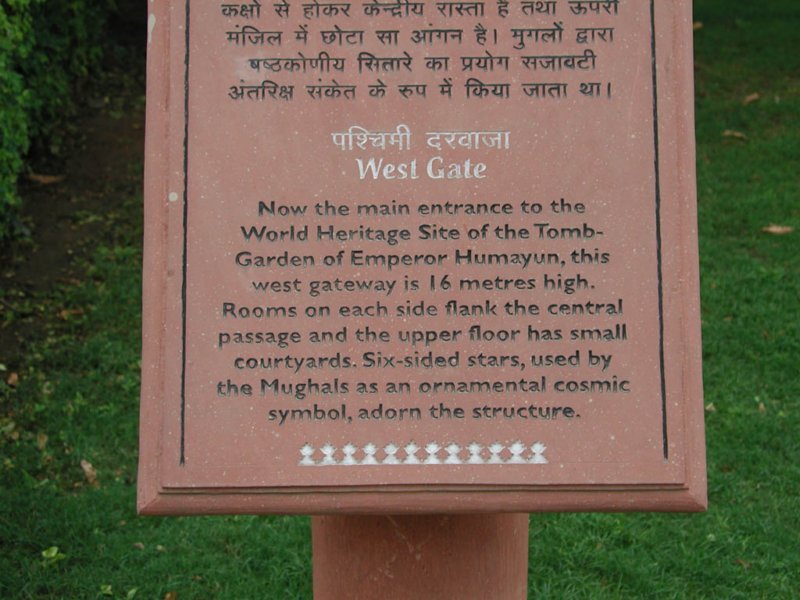 कक्षो से होकर केन्द्रीय रास्ता है तथा ऊपरी
मंजिल में छोटा सा आंगन है। मुगलों द्वारा
षष्ठकोणीय सितारे का प्रयोग सजावटी
अंतरिक्ष संकेत के रुप में किया जाता था।
पश्चिमी दरवाजा
West Gate
Now the main entrance to the
World Heritage Site of the Tomb-
Garden of Emperor Humayun, this
west gateway is 16 metres high.
Rooms on each side flank the central
passage and the upper floor has small
courtyards. Six-sided stars, used by
the Mughals as an ornamental cosmic
symbol, adorn the structure.